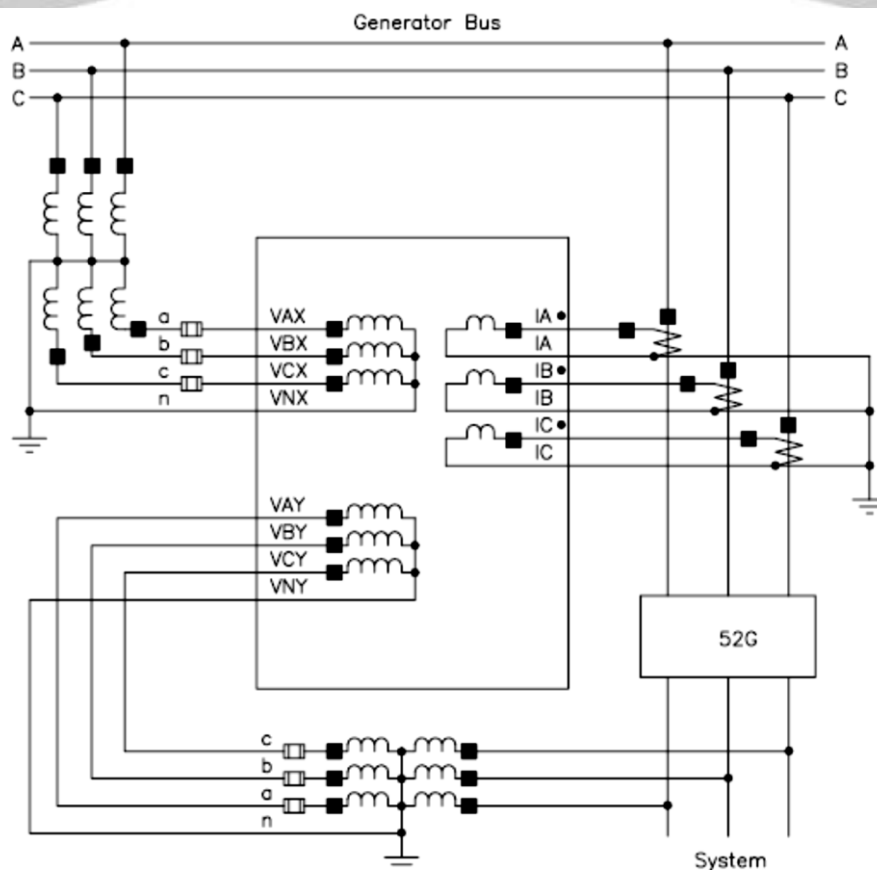 Generator Bus
A A
B B
C C
a VAX IA
b VBX IA
c VCX IB
n VNX IB
IC
IC
VAY
VBY
VCY
VNY
52G
c
b
a
n
System